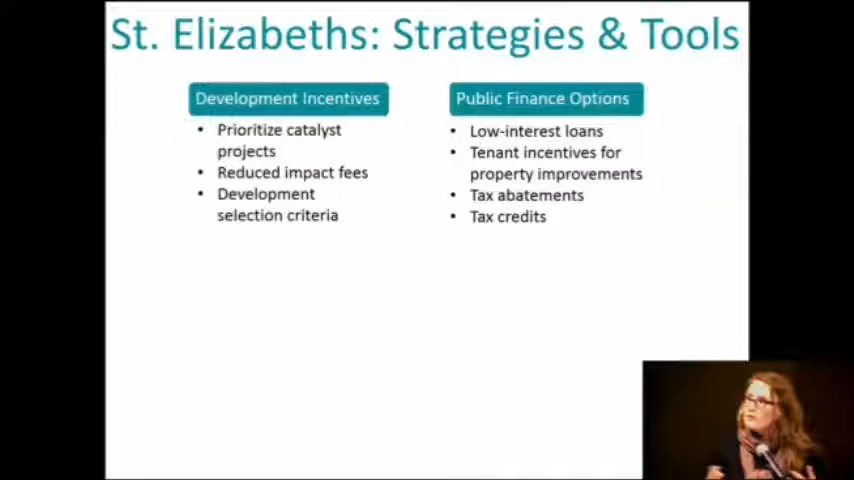 St. Elizabeths: Strategies & Tools
Development Incentives
• Prioritize catalyst
projects
• Reduced impact fees
• Development
selection criteria
Public Finance Options
• Low-interest loans
• Tenant incentives for
property improvements
• Tax abatements
• Tax credits